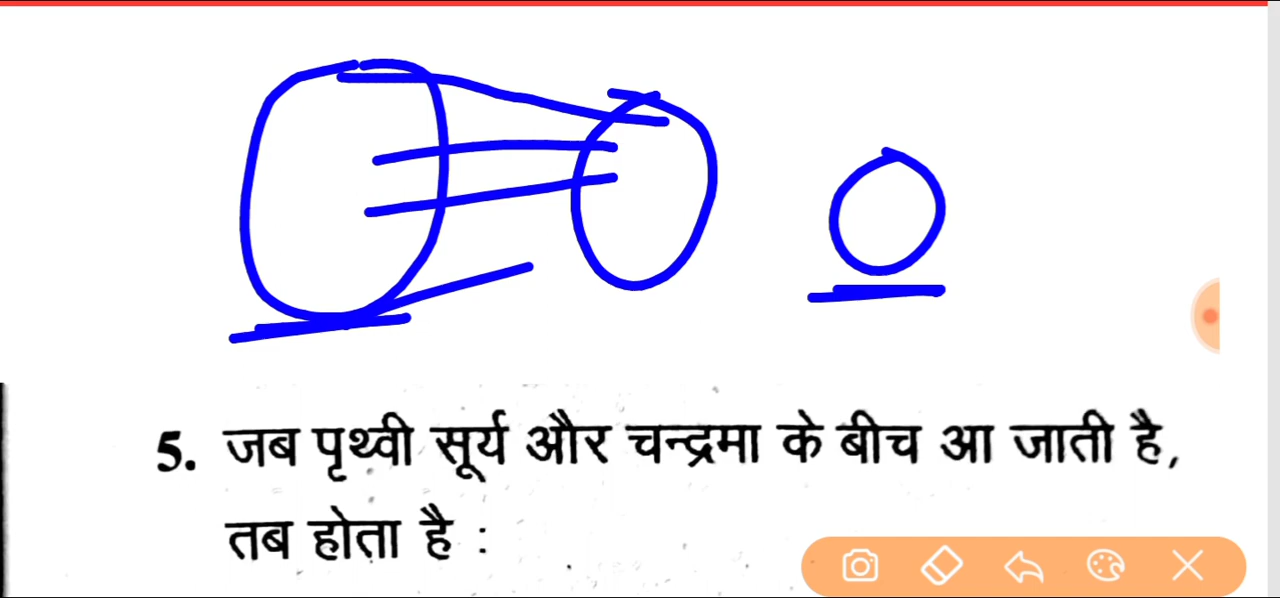 5. जब पृथ्वी सूर्य और चन्द्रमा के बीच आ जाती है,
तब होता है :